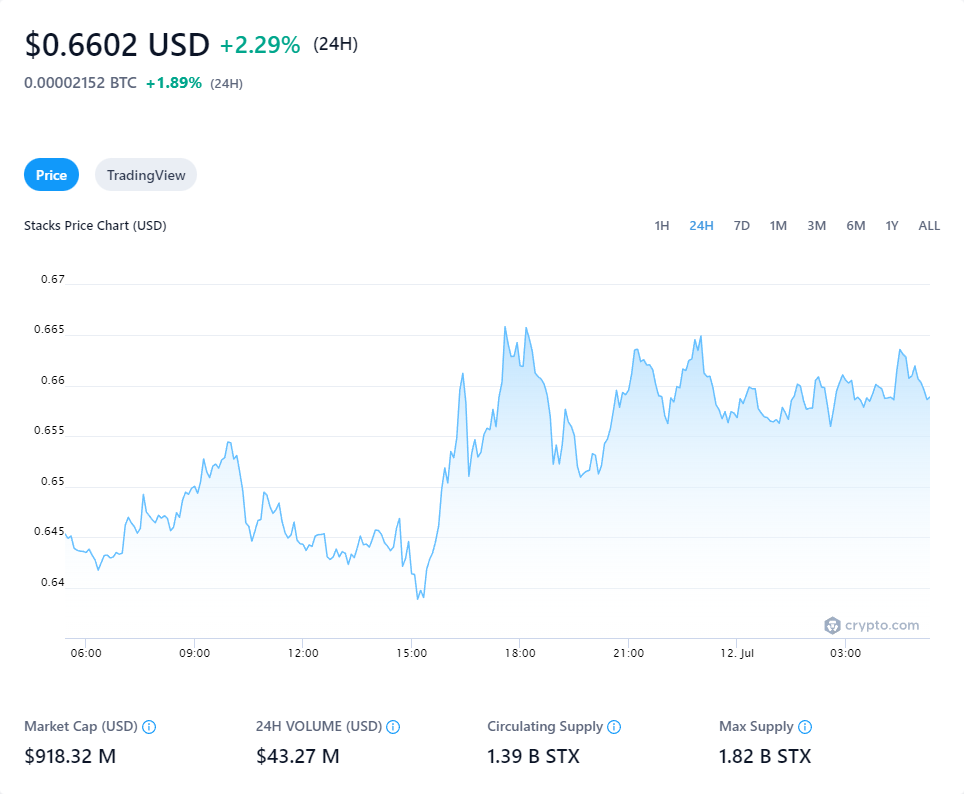 $0.6602 USD +2.29% (24H)
0.00002152 BTC +1.89% (24H)
Price TradingView
Stacks Price Chart (USD) 1H 24H 7D 1M 3M 6M 1Y ALL
0.67
0.665
0.66
0.655
0.65
0.645
0.64
crypto.com
06:00 09:00 12:00 15:00 18:00 21:00 12. Jul 03:00
Market Cap (USD) 24H VOLUME (USD) Circulating Supply Max Supply
$918.32 M $43.27 M 1.39 B STX 1.82 B STX